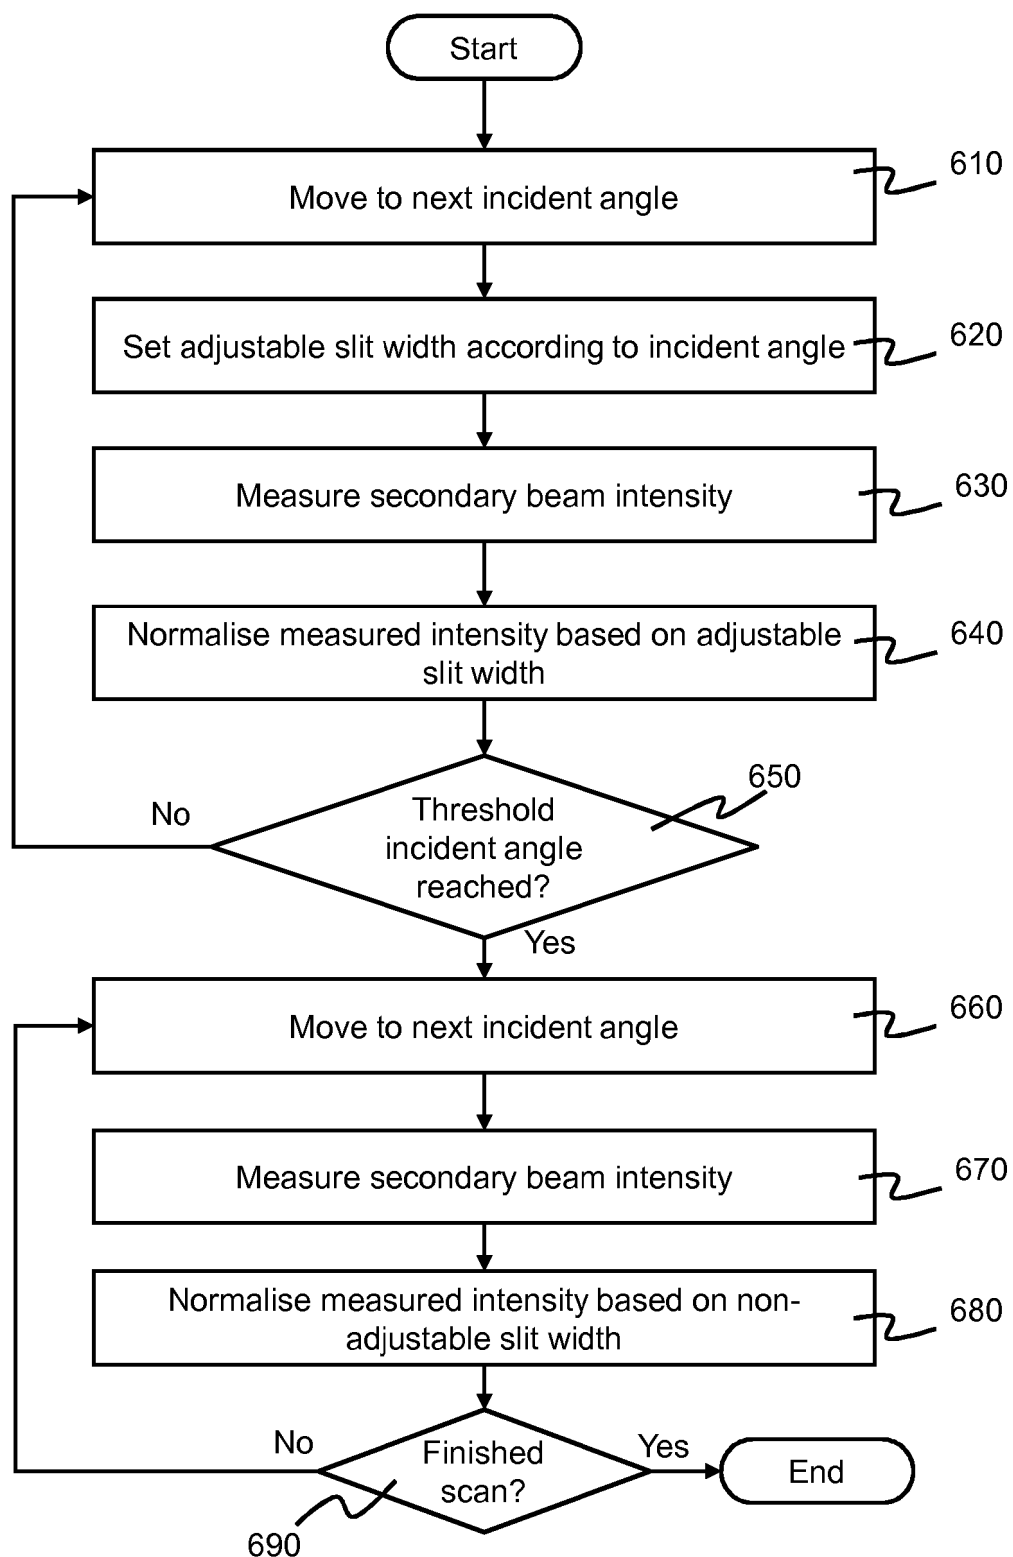 Start
610
Move to next incident angle
620
Set adjustable slit width according to incident angle
630
Measure secondary beam intensity
640
Normalise measured intensity based on adjustable
slit width
650
Threshold
incident angle
reached?
No
Yes
660
Move to next incident angle
670
Measure secondary beam intensity
680
Normalise measured intensity based on non-
adjustable slit width
No
Finished
scan?
Yes
End
690